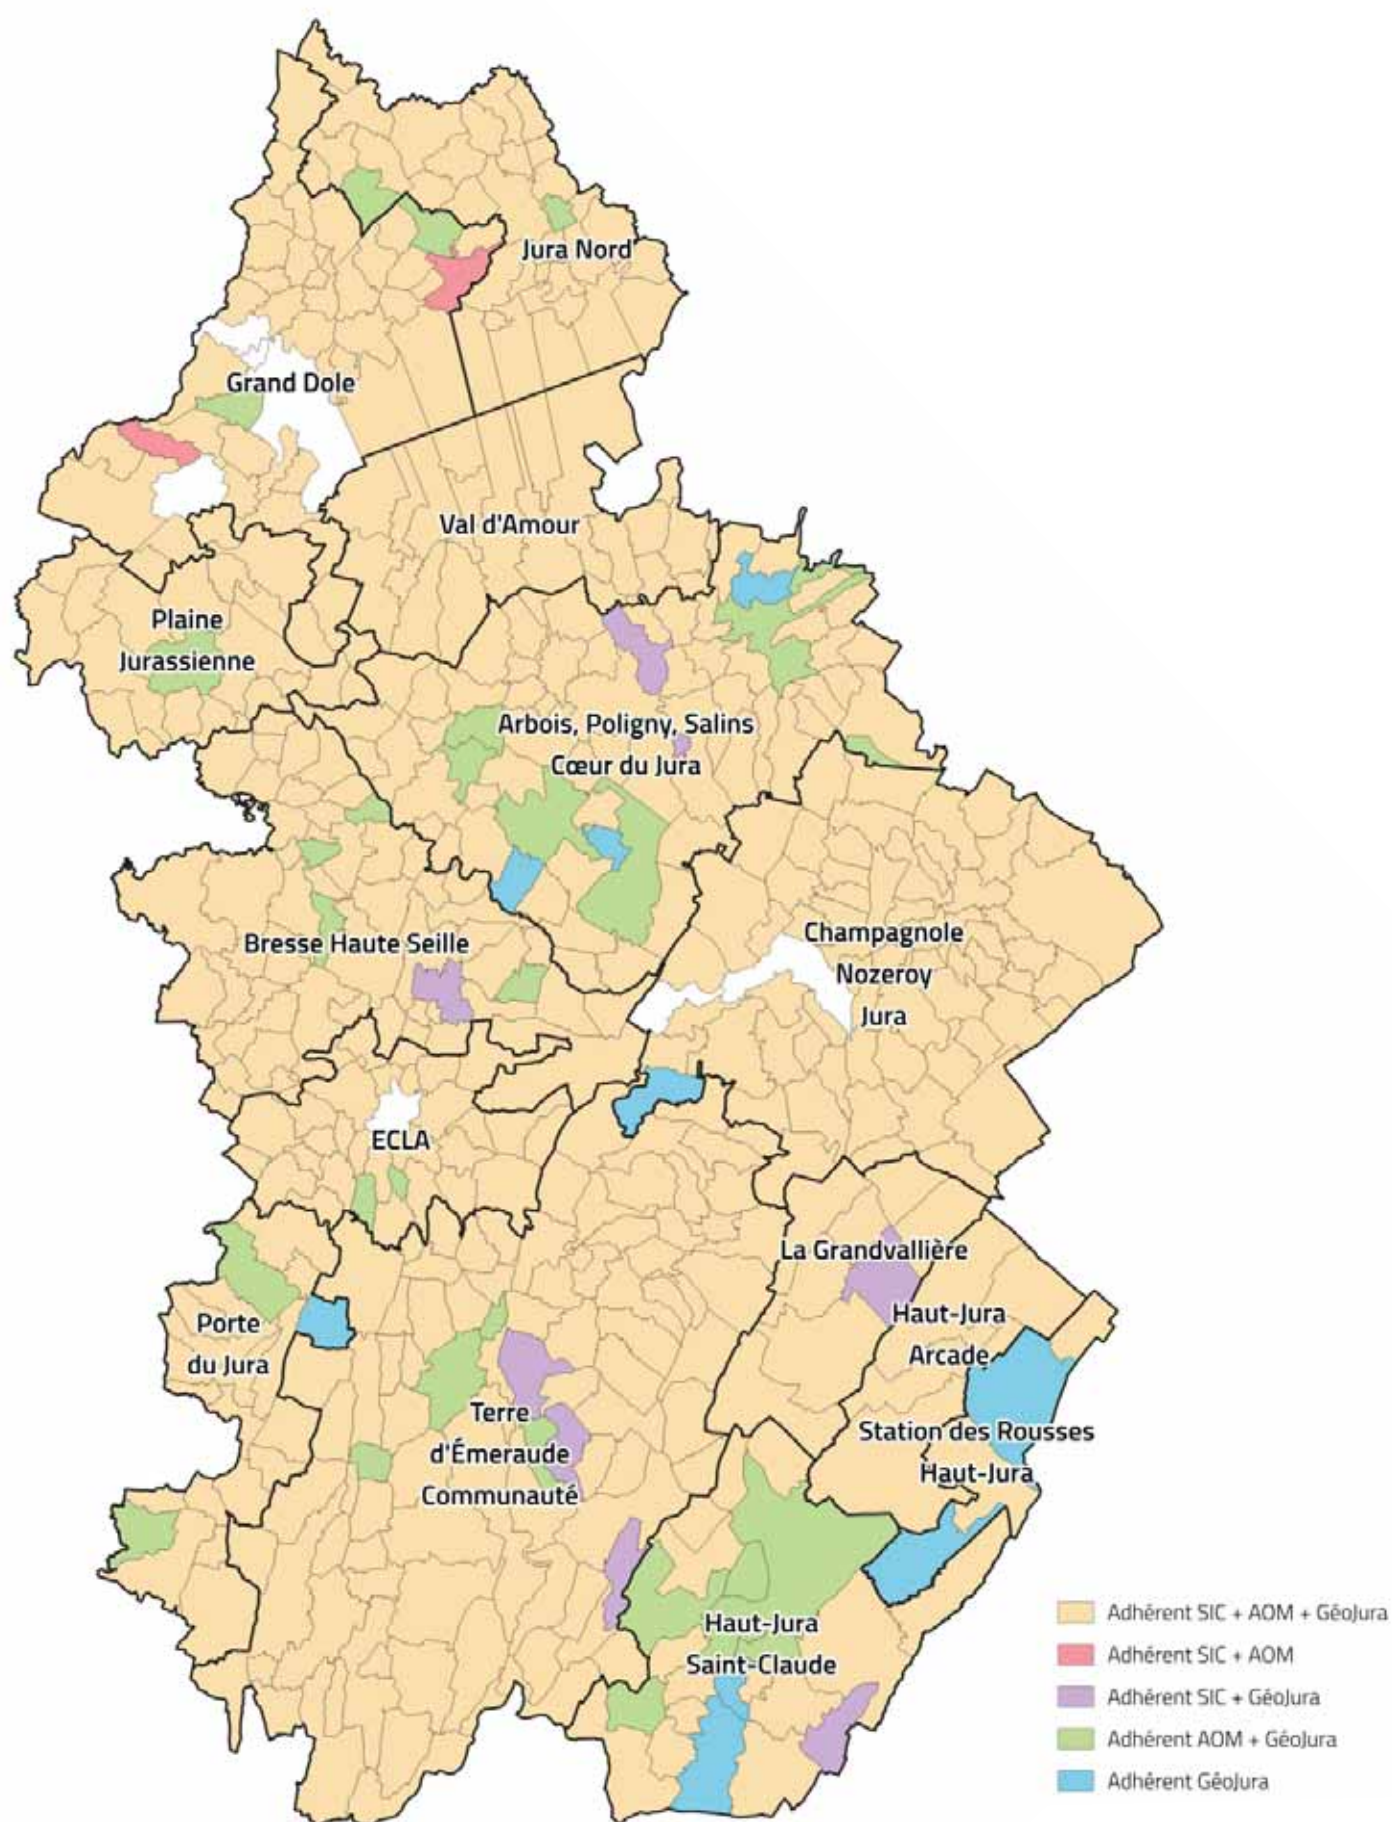 Jura Nord
Grand Dole
Val d'Amour
Plaine
Jurassienne
Arbois, Poligny, Salins
Cœur du Jura
Bresse Haute Seille
Champagnole
Nozeroy
Jura
ECLA
La Grandvallière
Haut-Jura
Arcade
Porte
du Jura
Terre
d'Émeraude
Communauté
Station des Rousses
Haut-Jura
Haut-Jura
Saint-Claude
Adhérent SIC + AOM + GéoJura
Adhérent SIC + AOM
Adhérent SIC + GéoJura
Adhérent AOM + GéoJura
Adhérent GéoJura